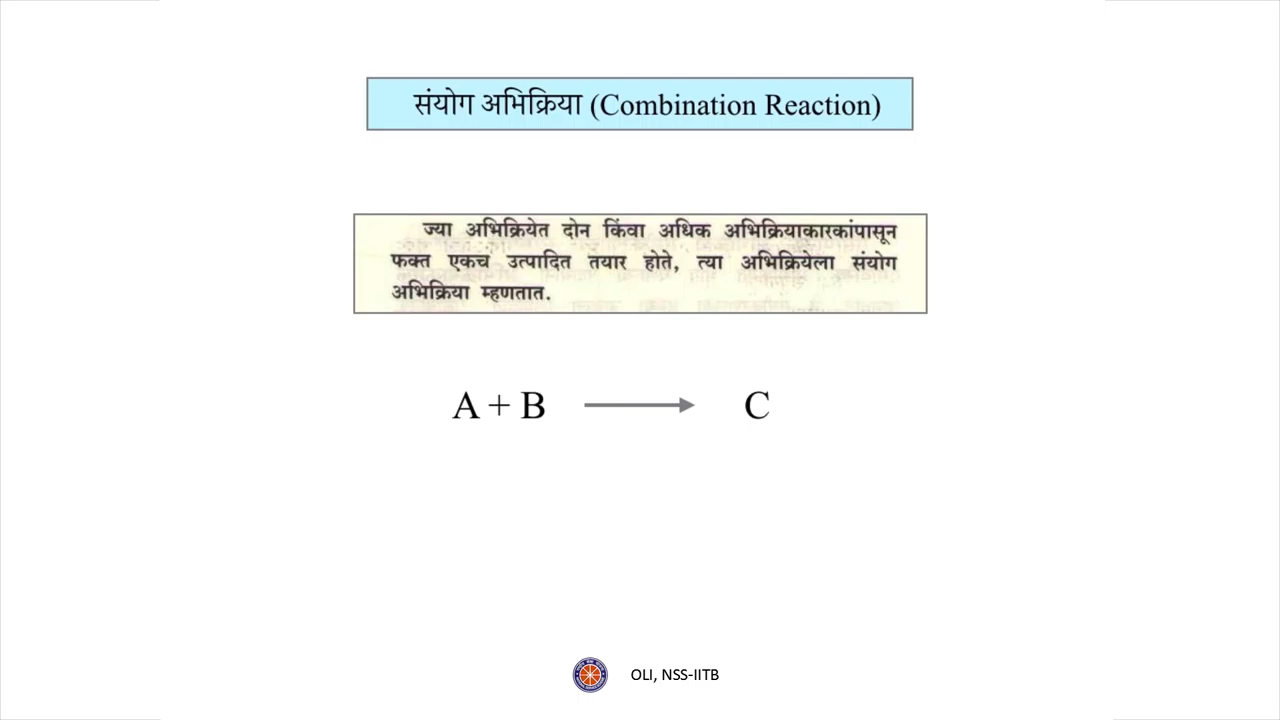 संयोग अभिक्रिया (Combination Reaction)
ज्या अभिक्रियेत दोन किंवा अधिक अभिक्रियाकारकांपासून
फक्त एकच उत्पादित तयार होते, त्या अभिक्रियेला संयोग
अभिक्रिया म्हणतात.
A + B ⟶ C
OLI, NSS-IITB